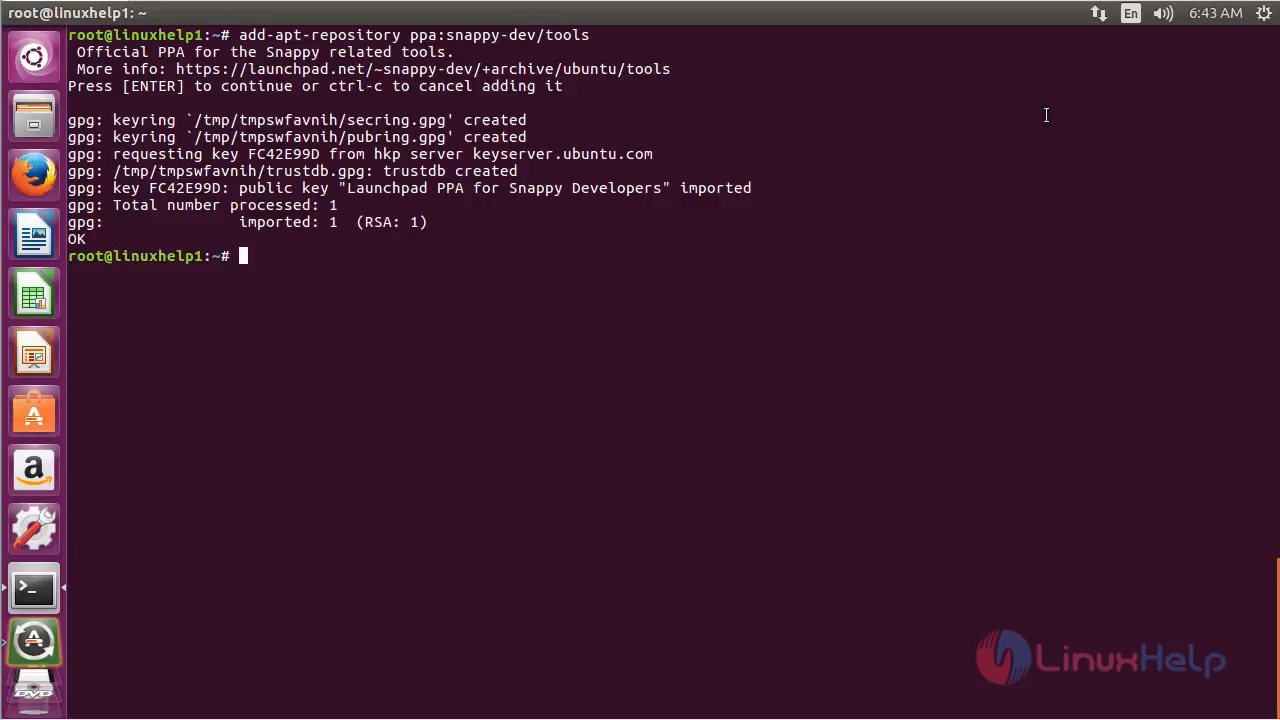 root@linuxhelp1: ~
En
6:43 AM
root@linuxhelp1:~# add-apt-repository ppa:snappy-dev/tools
Official PPA for the Snappy related tools.
More info: https://launchpad.net/~snappy-dev/+archive/ubuntu/tools
Press [ENTER] to continue or ctrl-c to cancel adding it
gpg: keyring `/tmp/tmpswfavnih/secring.gpg' created
gpg: keyring `/tmp/tmpswfavnih/pubring.gpg' created
gpg: requesting key FC42E99D from hkp server keyserver.ubuntu.com
gpg: /tmp/tmpswfavnih/trustdb.gpg: trustdb created
gpg: key FC42E99D: public key "Launchpad PPA for Snappy Developers" imported
gpg: Total number processed: 1
gpg:               imported: 1  (RSA: 1)
OK
root@linuxhelp1:~#
DVD
LinuxHelp